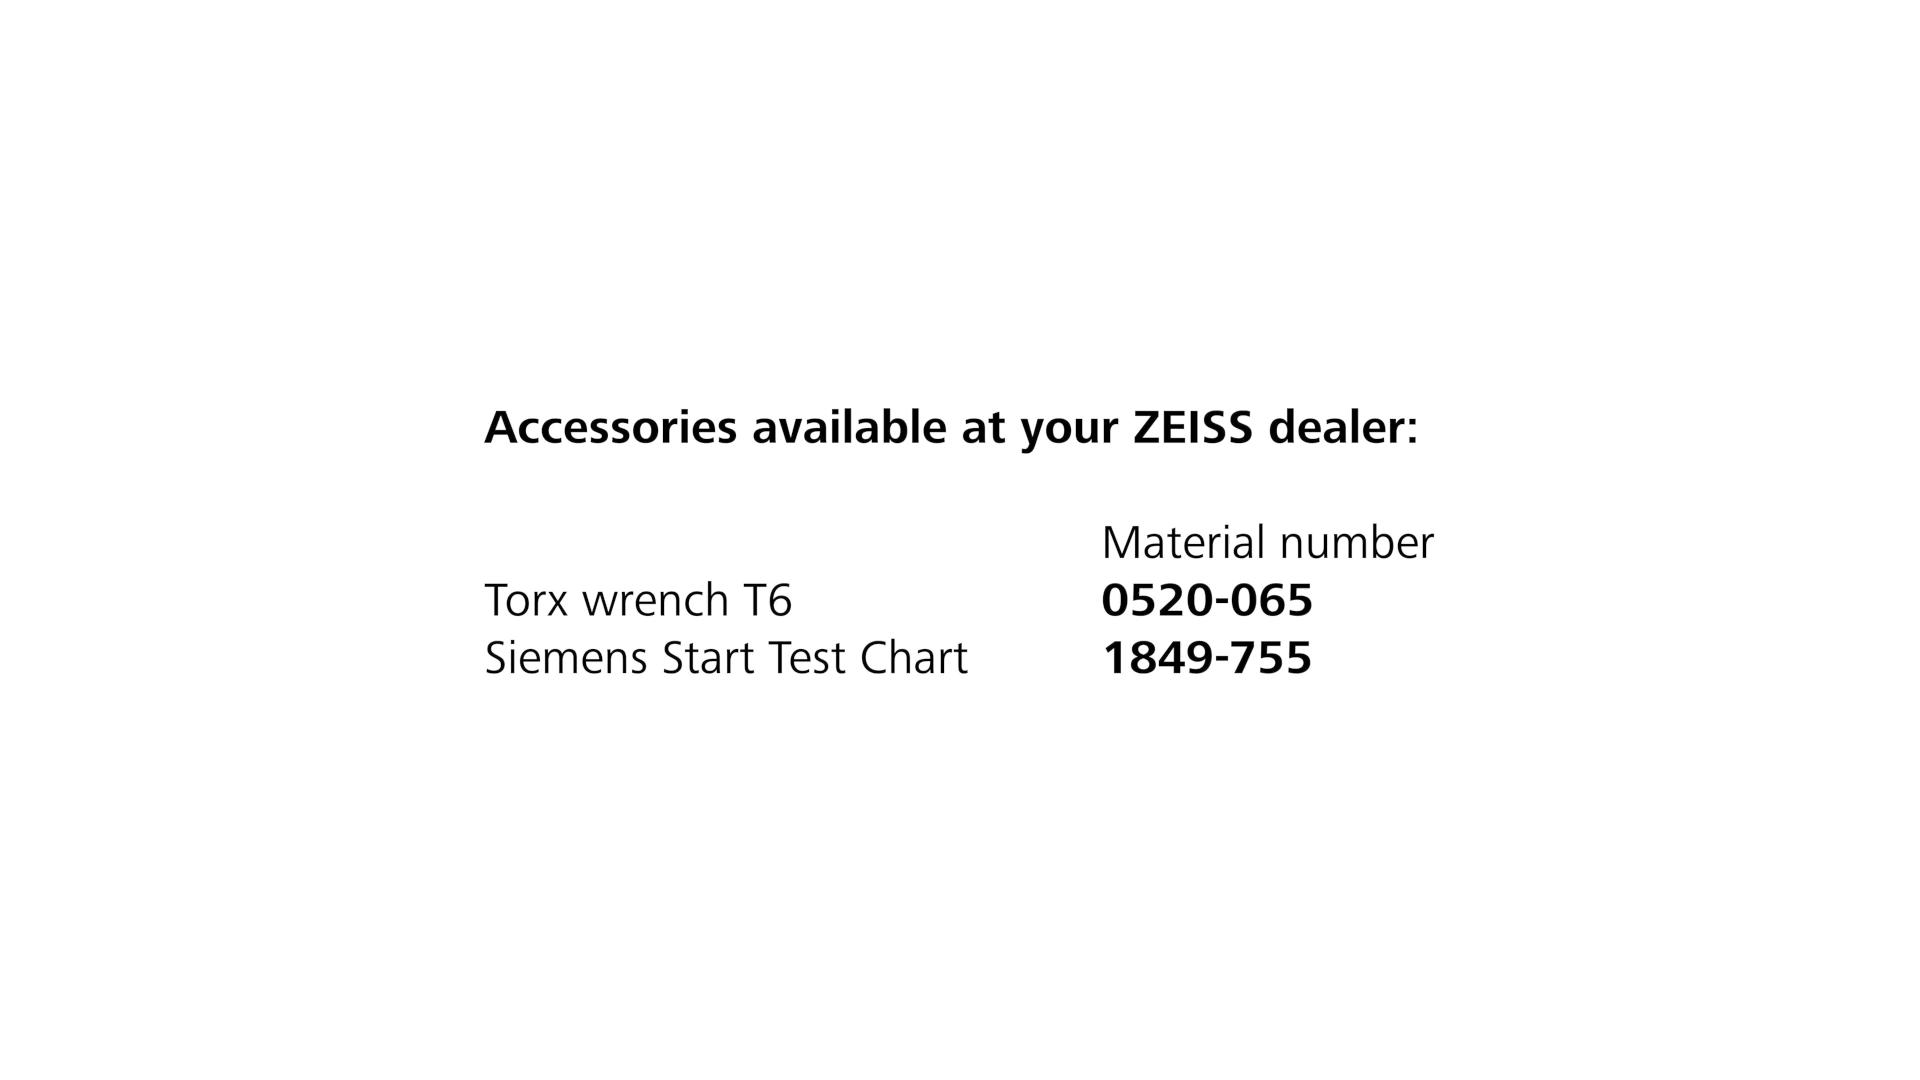 Accessories available at your ZEISS dealer:
Material number
Torx wrench T6 0520-065
Siemens Start Test Chart 1849-755